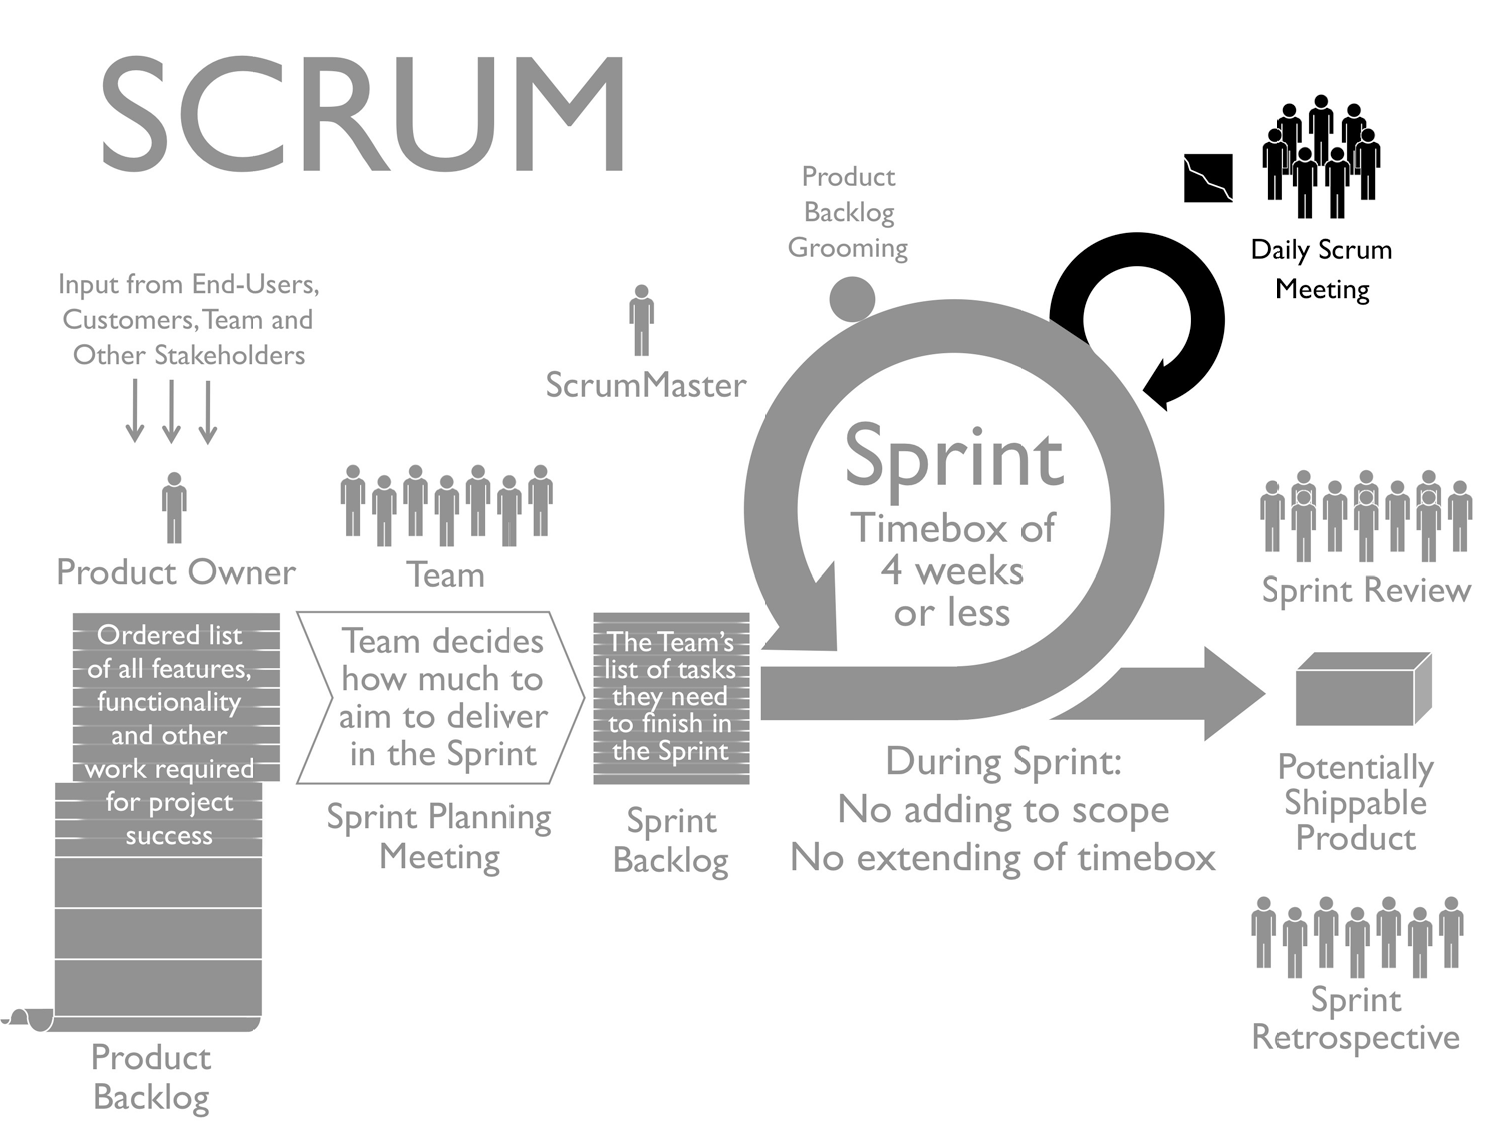 SCRUM
Product
Backlog
Grooming
Daily Scrum
Meeting
Input from End-Users,
Customers, Team and
Other Stakeholders
ScrumMaster
Product Owner
Team
Sprint
Timebox of
4 weeks
or less
Sprint Review
Ordered list
of all features,
functionality
and other
work required
for project
success
Team decides
how much to
aim to deliver
in the Sprint
The Team's
list of tasks
they need
to finish in
the Sprint
Sprint Planning
Meeting
Sprint
Backlog
During Sprint:
No adding to scope
No extending of timebox
Potentially
Shippable
Product
Sprint
Retrospective
Product
Backlog